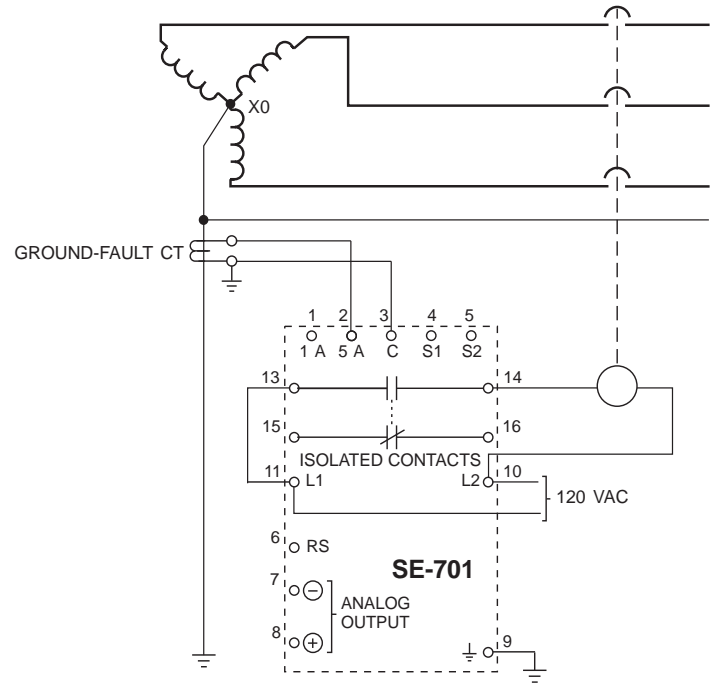 X0
GROUND-FAULT CT
1 2 3 4 5
1 A 5 A C S1 S2
13 14
15 16
ISOLATED CONTACTS
11 L1 L2 10
120 VAC
6 RS
SE-701
7 −
ANALOG
OUTPUT
8 +
9